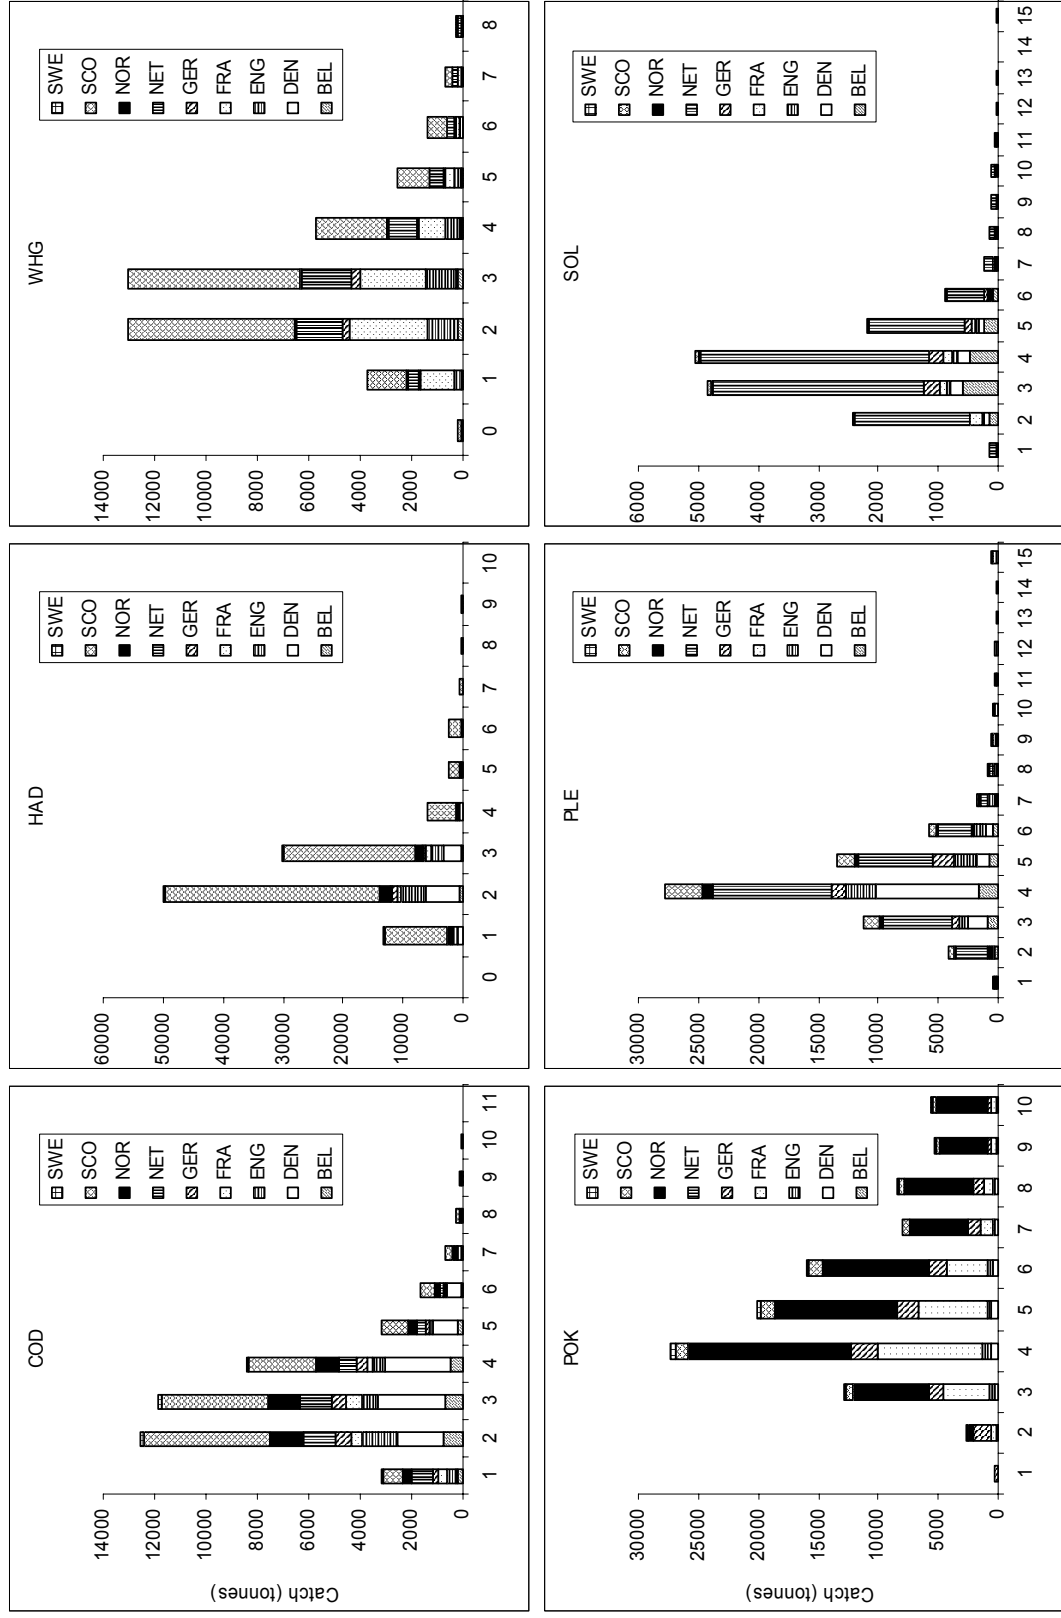 COD
14000
12000
10000
8000
6000
4000
2000
0
Catch (tonnes)
1 2 3 4 5 6 7 8 9 10 11
SWE
SCO
NOR
NET
GER
FRA
ENG
DEN
BEL
HAD
60000
50000
40000
30000
20000
10000
0
0 1 2 3 4 5 6 7 8 9 10
SWE
SCO
NOR
NET
GER
FRA
ENG
DEN
BEL
WHG
14000
12000
10000
8000
6000
4000
2000
0
0 1 2 3 4 5 6 7 8
SWE
SCO
NOR
NET
GER
FRA
ENG
DEN
BEL
POK
30000
25000
20000
15000
10000
5000
0
Catch (tonnes)
1 2 3 4 5 6 7 8 9 10
SWE
SCO
NOR
NET
GER
FRA
ENG
DEN
BEL
PLE
30000
25000
20000
15000
10000
5000
0
1 2 3 4 5 6 7 8 9 10 11 12 13 14 15
SWE
SCO
NOR
NET
GER
FRA
ENG
DEN
BEL
SOL
6000
5000
4000
3000
2000
1000
0
1 2 3 4 5 6 7 8 9 10 11 12 13 14 15
SWE
SCO
NOR
NET
GER
FRA
ENG
DEN
BEL